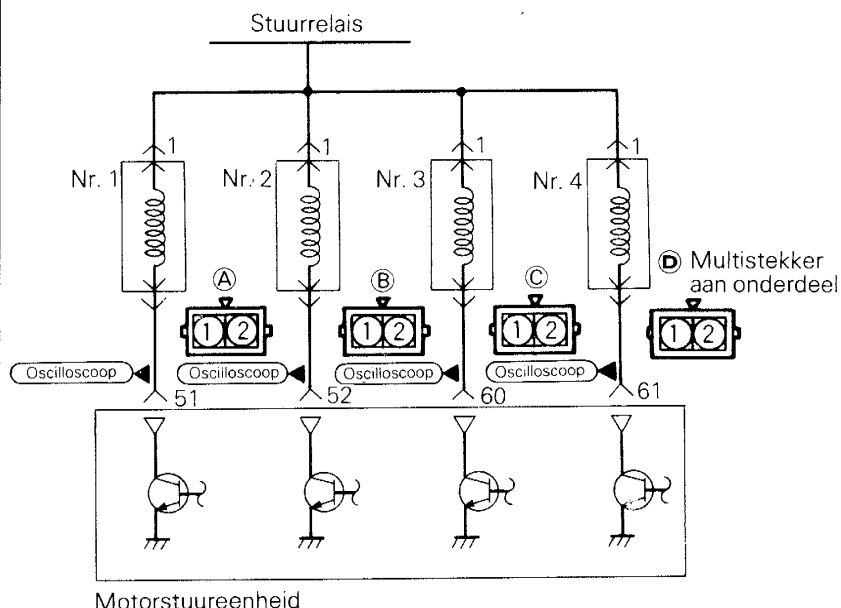 Stuurrelais
1 1 1 1
Nr. 1 Nr. 2 Nr. 3 Nr. 4
A B C D Multistekker
aan onderdeel
1 2 1 2 1 2 1 2
Oscilloscoop Oscilloscoop Oscilloscoop Oscilloscoop
51 52 60 61
Motorstuureenheid